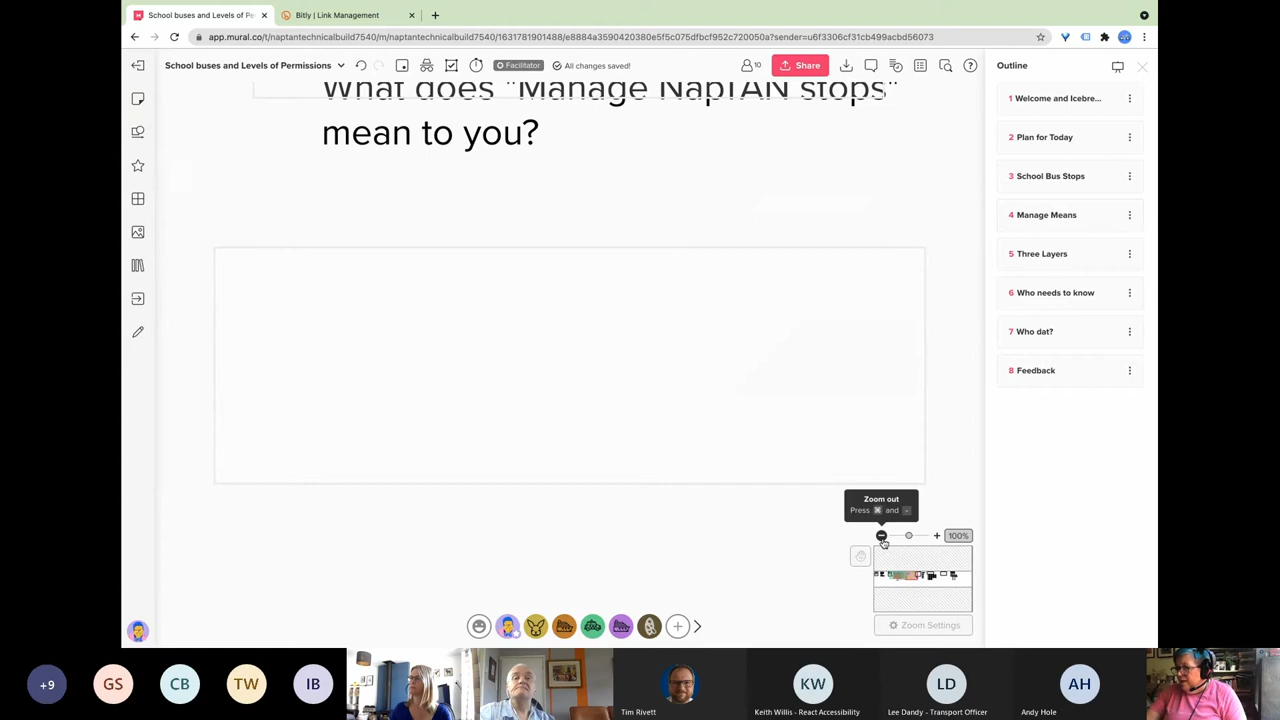 School buses and Levels of Pe
Bitly | Link Management
app.mural.co/t/naptantechnicalbuild7540/m/naptantechnicalbuild7540/1631781901488/e8884a3590420380e5f5c075dfbcf952c720050a?sender=u6f3306cf31cb499acbd56073
School buses and Levels of Permissions
Facilitator
All changes saved!
10
Share
Outline
What does "Manage NapTAN stops"
mean to you?
1 Welcome and Icebre...
2 Plan for Today
3 School Bus Stops
4 Manage Means
5 Three Layers
6 Who needs to know
7 Who dat?
8 Feedback
Zoom out
Press ⌘ and -
100%
Zoom Settings
+9
GS
CB
TW
IB
Tim Rivett
KW
Keith Willis - React Accessibility
LD
Lee Dandy - Transport Officer
AH
Andy Hole